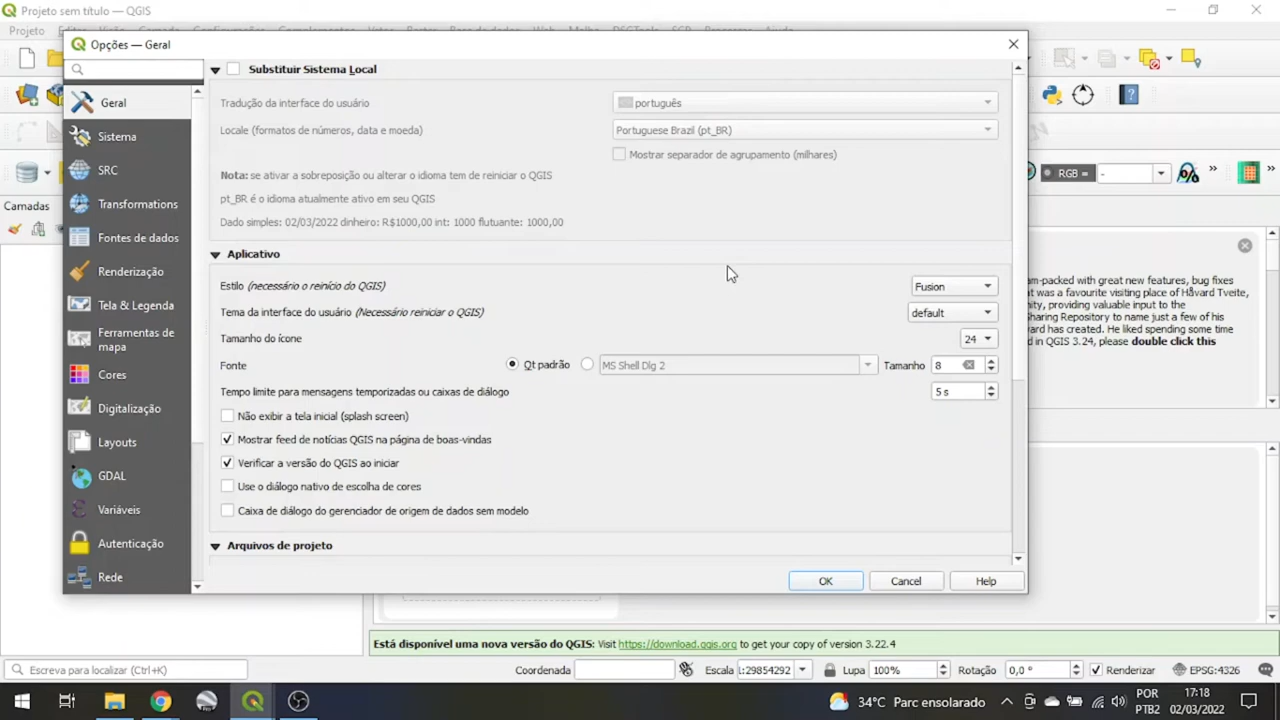 Projeto sem título — QGIS
Projeto
Opções — Geral
Geral
Sistema
SRC
Transformations
Fontes de dados
Renderização
Tela & Legenda
Ferramentas de
mapa
Cores
Digitalização
Layouts
GDAL
Variáveis
Autenticação
Rede
Substituir Sistema Local
Tradução da interface do usuário
português
Locale (formatos de números, data e moeda)
Portuguese Brazil (pt_BR)
Mostrar separador de agrupamento (milhares)
Nota: se ativar a sobreposição ou alterar o idioma tem de reiniciar o QGIS
pt_BR é o idioma atualmente ativo em seu QGIS
Dado simples: 02/03/2022 dinheiro: R$1000,00 int: 1000 flutuante: 1000,00
Aplicativo
Estilo (necessário o reinício do QGIS)
Fusion
Tema da interface do usuário (Necessário reiniciar o QGIS)
default
Tamanho do ícone
24
Fonte
Qt padrão
MS Shell Dlg 2
Tamanho
8
Tempo limite para mensagens temporizadas ou caixas de diálogo
5 s
Não exibir a tela inicial (splash screen)
Mostrar feed de notícias QGIS na página de boas-vindas
Verificar a versão do QGIS ao iniciar
Use o diálogo nativo de escolha de cores
Caixa de diálogo do gerenciador de origem de dados sem modelo
Arquivos de projeto
OK
Cancel
Help
RGB =
-
Camadas
am-packed with great new features, bug fixes
t was a favourite visiting place of Håvard Tveite,
nity, providing valuable input to the
Sharing Repository to name just a few of his
ard has created. He liked spending some time
d in QGIS 3.24, please double click this
Está disponível uma nova versão do QGIS: Visit https://download.qgis.org to get your copy of version 3.22.4
Escreva para localizar (Ctrl+K)
Coordenada
Escala
1:29854292
Lupa
100%
Rotação
0,0 °
Renderizar
EPSG:4326
34°C Parc ensolarado
POR
PTB2
17:18
02/03/2022